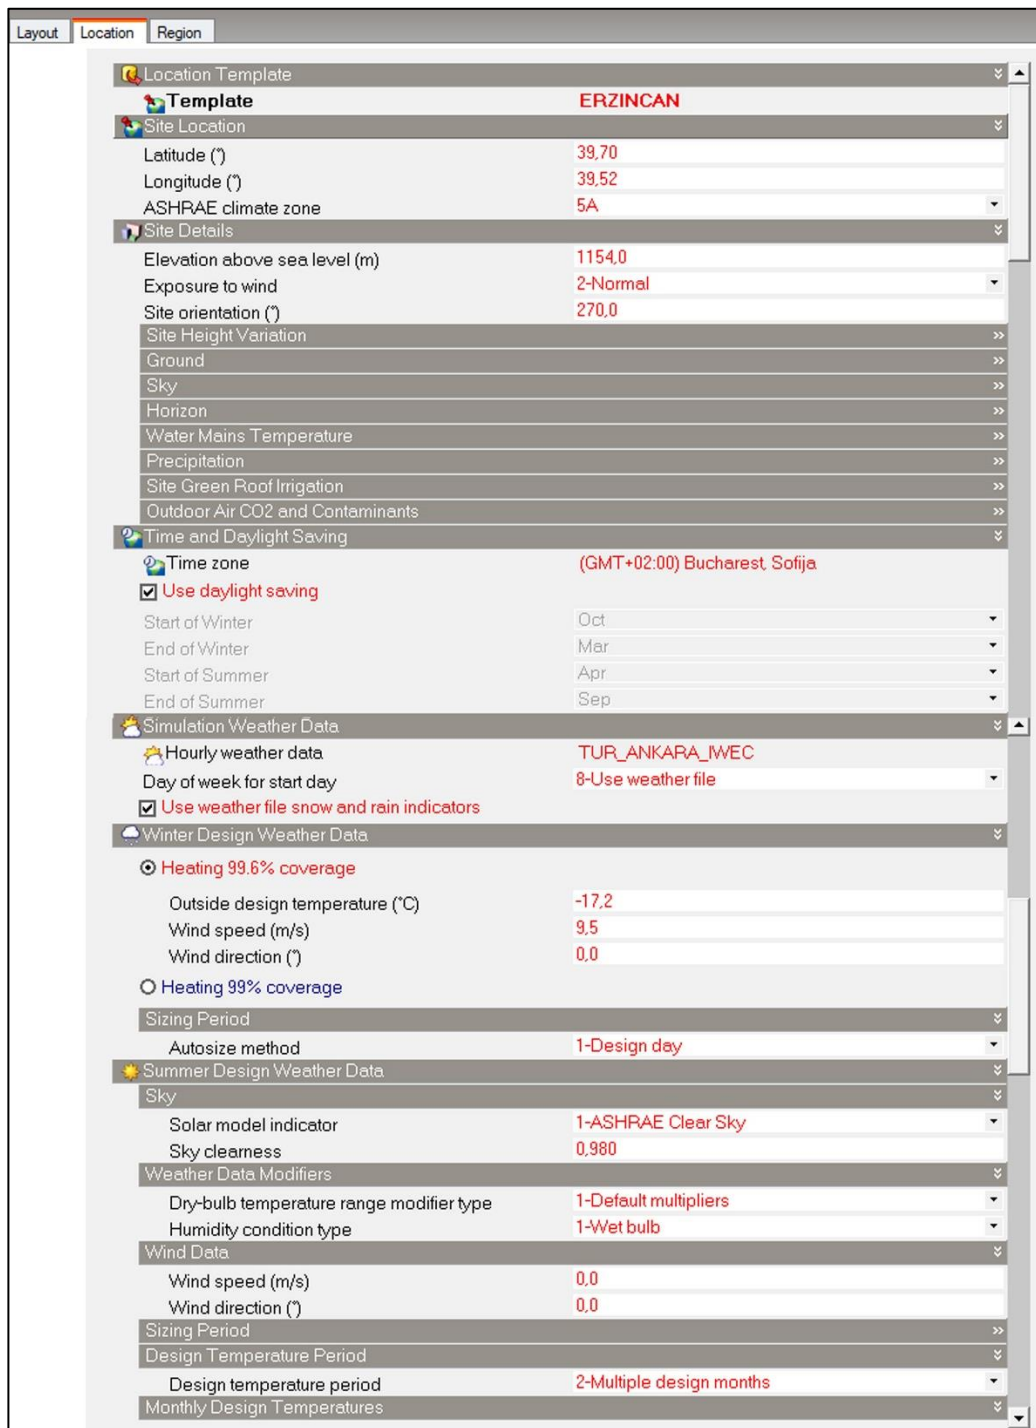 Layout Location Region
Location Template
Template ERZINCAN
Site Location
Latitude (°) 39,70
Longitude (°) 39,52
ASHRAE climate zone 5A
Site Details
Elevation above sea level (m) 1154,0
Exposure to wind 2-Normal
Site orientation (°) 270,0
Site Height Variation
Ground
Sky
Horizon
Water Mains Temperature
Precipitation
Site Green Roof Irrigation
Outdoor Air CO2 and Contaminants
Time and Daylight Saving
Time zone (GMT+02:00) Bucharest, Sofija
Use daylight saving
Start of Winter Oct
End of Winter Mar
Start of Summer Apr
End of Summer Sep
Simulation Weather Data
Hourly weather data TUR_ANKARA_IWEC
Day of week for start day 8-Use weather file
Use weather file snow and rain indicators
Winter Design Weather Data
Heating 99.6% coverage
Outside design temperature (°C) -17,2
Wind speed (m/s) 9,5
Wind direction (°) 0,0
Heating 99% coverage
Sizing Period
Autosize method 1-Design day
Summer Design Weather Data
Sky
Solar model indicator 1-ASHRAE Clear Sky
Sky clearness 0,980
Weather Data Modifiers
Dry-bulb temperature range modifier type 1-Default multipliers
Humidity condition type 1-Wet bulb
Wind Data
Wind speed (m/s) 0,0
Wind direction (°) 0,0
Sizing Period
Design Temperature Period
Design temperature period 2-Multiple design months
Monthly Design Temperatures